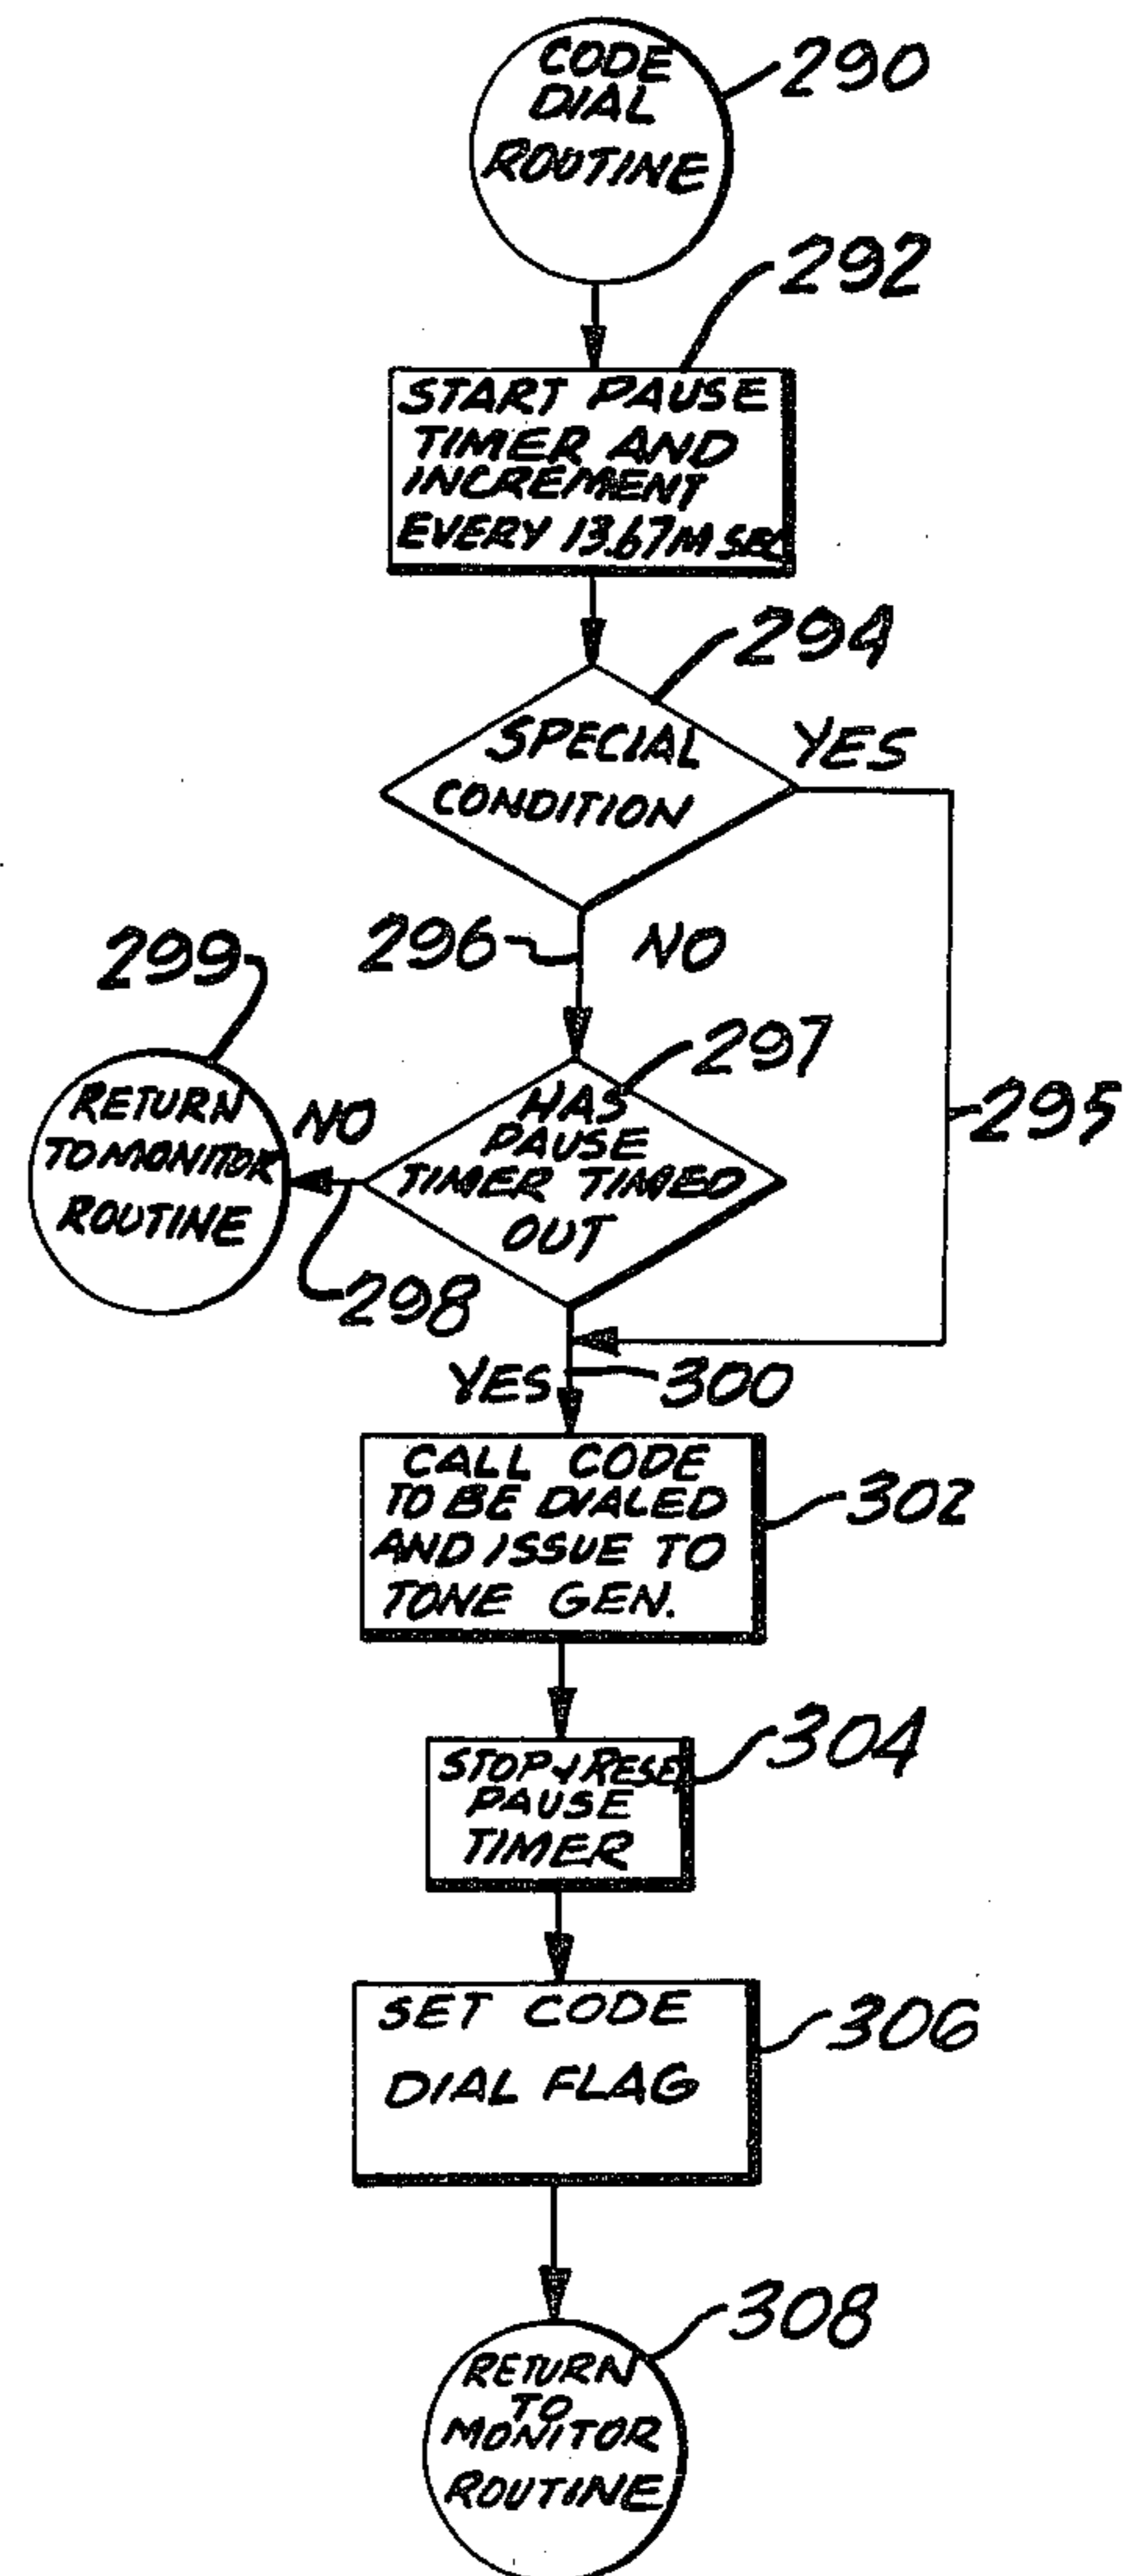 CODE
DIAL
ROUTINE
290
292
START PAUSE
TIMER AND
INCREMENT
EVERY 13.67M SEC
294
SPECIAL
CONDITION
YES
296
NO
299
297
RETURN
TO MONITOR
ROUTINE
NO
HAS
PAUSE
TIMER TIMED
OUT
295
298
YES
300
CALL CODE
TO BE DIALED
AND ISSUE TO
TONE GEN.
302
STOP & RESET
PAUSE
TIMER
304
SET CODE
DIAL FLAG
306
308
RETURN
TO
MONITOR
ROUTINE